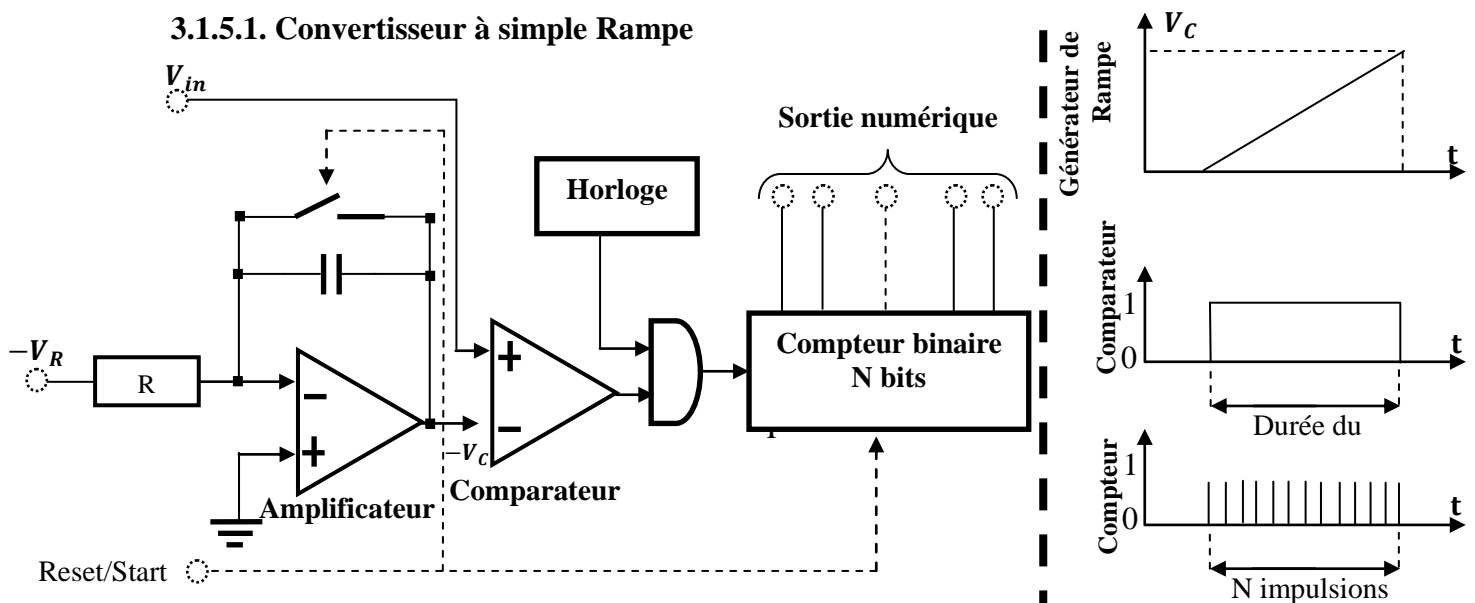 3.1.5.1. Convertisseur à simple Rampe
V_in
Sortie numérique
Horloge
Compteur binaire
N bits
−V_R
R
−
+
+
−
−V_C
Amplificateur
Comparateur
Reset/Start
Générateur de
Rampe
V_C
t
Comparateur
1
0
t
Durée du
Compteur
1
0
t
N impulsions